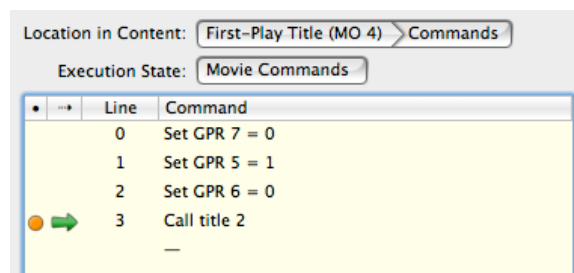 Location in Content: First-Play Title (MO 4) Commands
Execution State: Movie Commands
• ⇢ Line Command
0 Set GPR 7 = 0
1 Set GPR 5 = 1
2 Set GPR 6 = 0
3 Call title 2
—